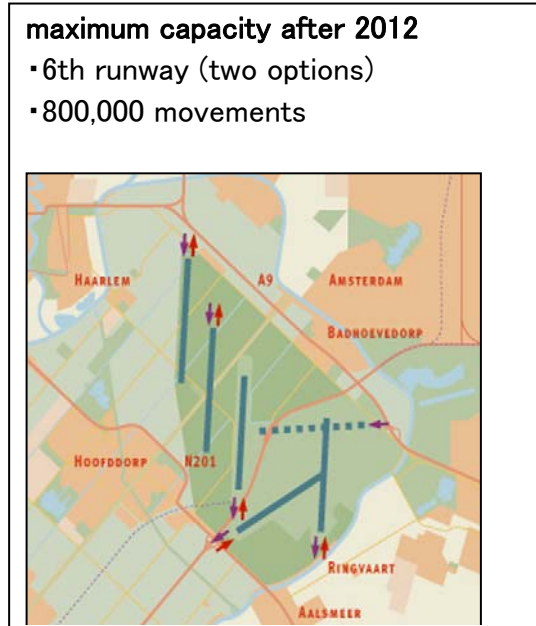 maximum capacity after 2012
・6th runway (two options)
・800,000 movements
HAARLEM
A9
AMSTERDAM
BADHOEVEDORP
HOOFDDORP
N201
RINGVAART
AALSMEER